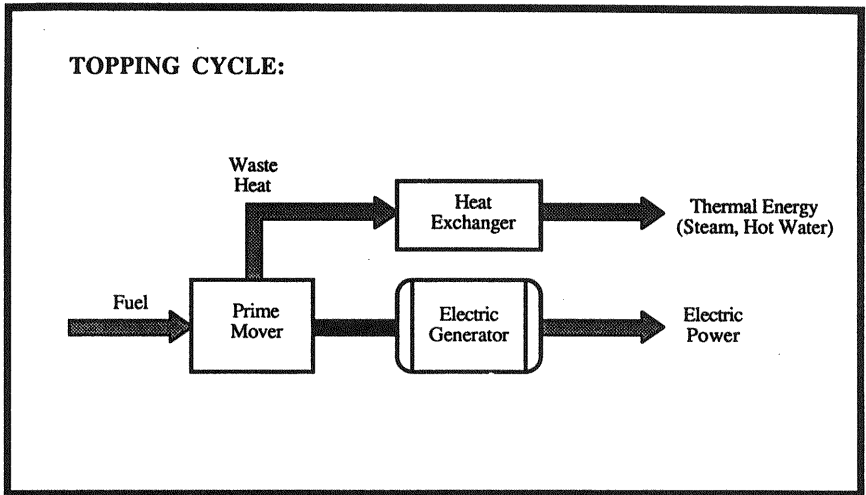 TOPPING CYCLE:
Waste
Heat
Heat
Exchanger
Thermal Energy
(Steam, Hot Water)
Fuel
Prime
Mover
Electric
Generator
Electric
Power